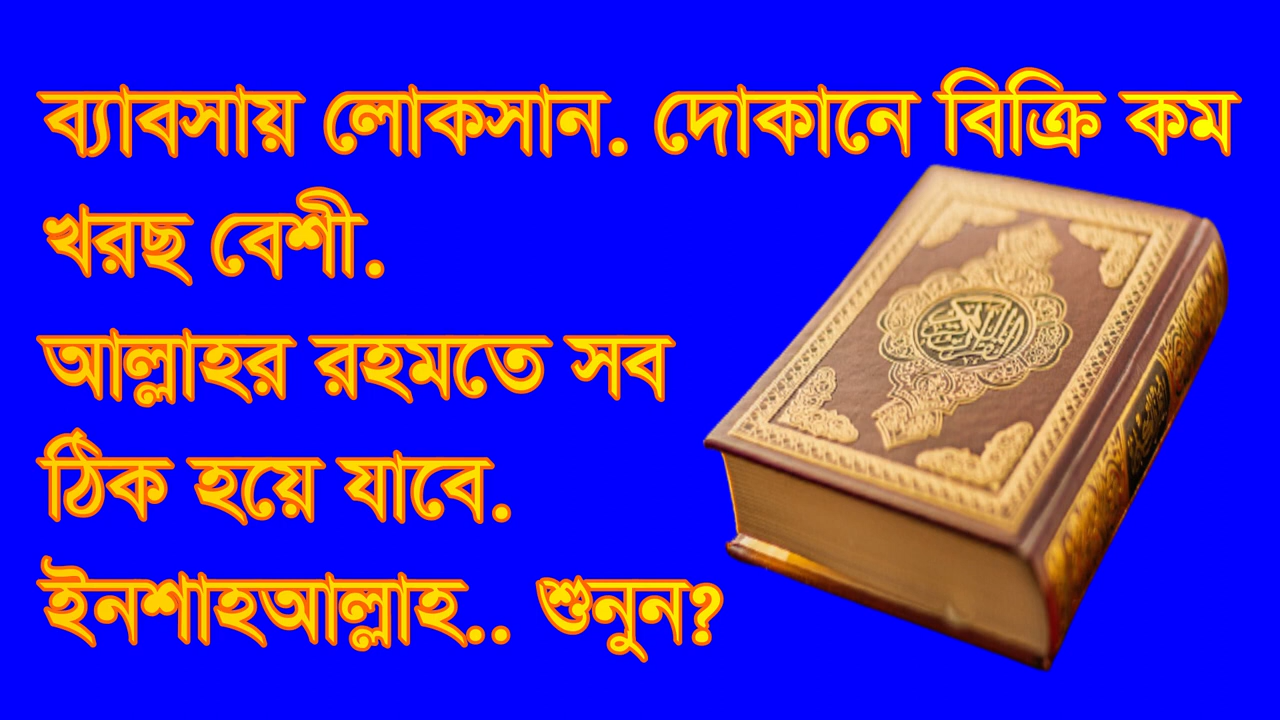 ব্যাবসায় লোকসান. দোকানে বিক্রি কম
খরছ বেশী.
আল্লাহর রহমতে সব
ঠিক হয়ে যাবে.
ইনশাহআল্লাহ.. শুনুন?